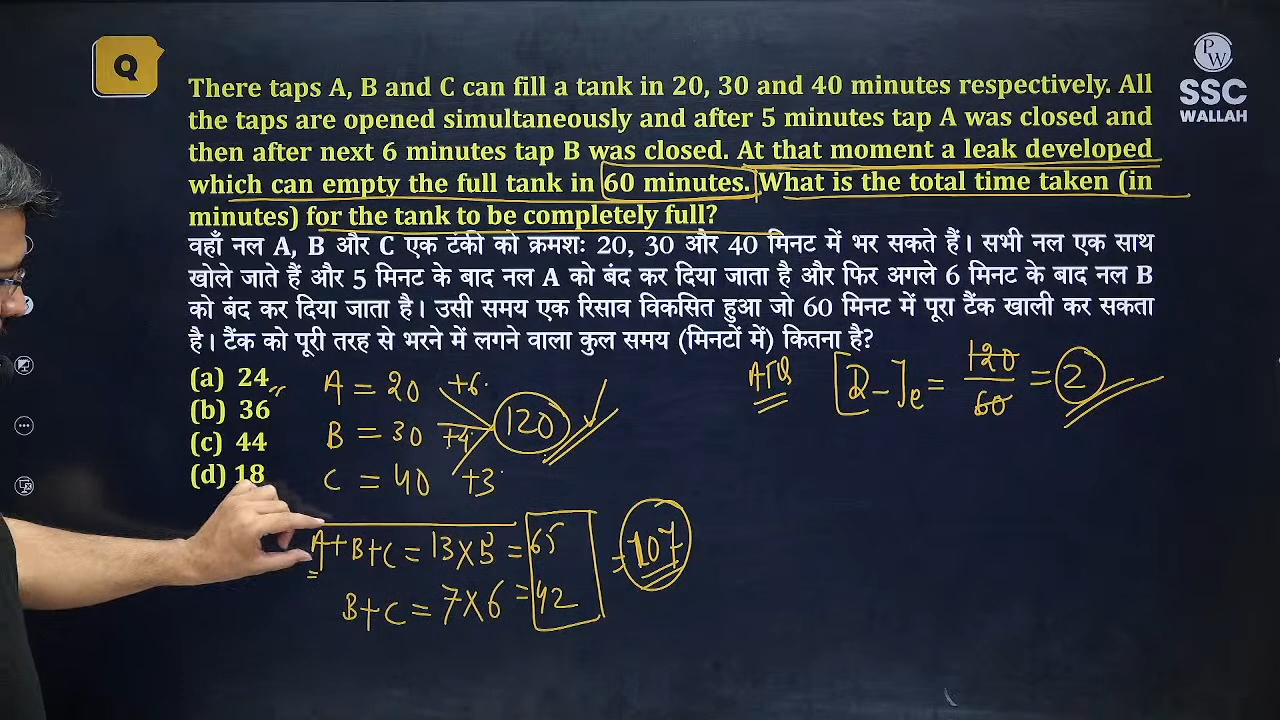 Q
PW
SSC
WALLAH
There taps A, B and C can fill a tank in 20, 30 and 40 minutes respectively. All
the taps are opened simultaneously and after 5 minutes tap A was closed and
then after next 6 minutes tap B was closed. At that moment a leak developed
which can empty the full tank in 60 minutes. What is the total time taken (in
minutes) for the tank to be completely full?
वहाँ नल A, B और C एक टंकी को क्रमशः 20, 30 और 40 मिनट में भर सकते हैं। सभी नल एक साथ
खोले जाते हैं और 5 मिनट के बाद नल A को बंद कर दिया जाता है और फिर अगले 6 मिनट के बाद नल B
को बंद कर दिया जाता है। उसी समय एक रिसाव विकसित हुआ जो 60 मिनट में पूरा टैंक खाली कर सकता
है। टैंक को पूरी तरह से भरने में लगने वाला कुल समय (मिनटों में) कितना है?
(a) 24
(b) 36
(c) 44
(d) 18
A = 20 +6
B = 30 +4
C = 40 +3
120
A+B+C = 13×5 = 65
B+C = 7×6 = 42
= 107
ATQ
e = 120/60 = 2